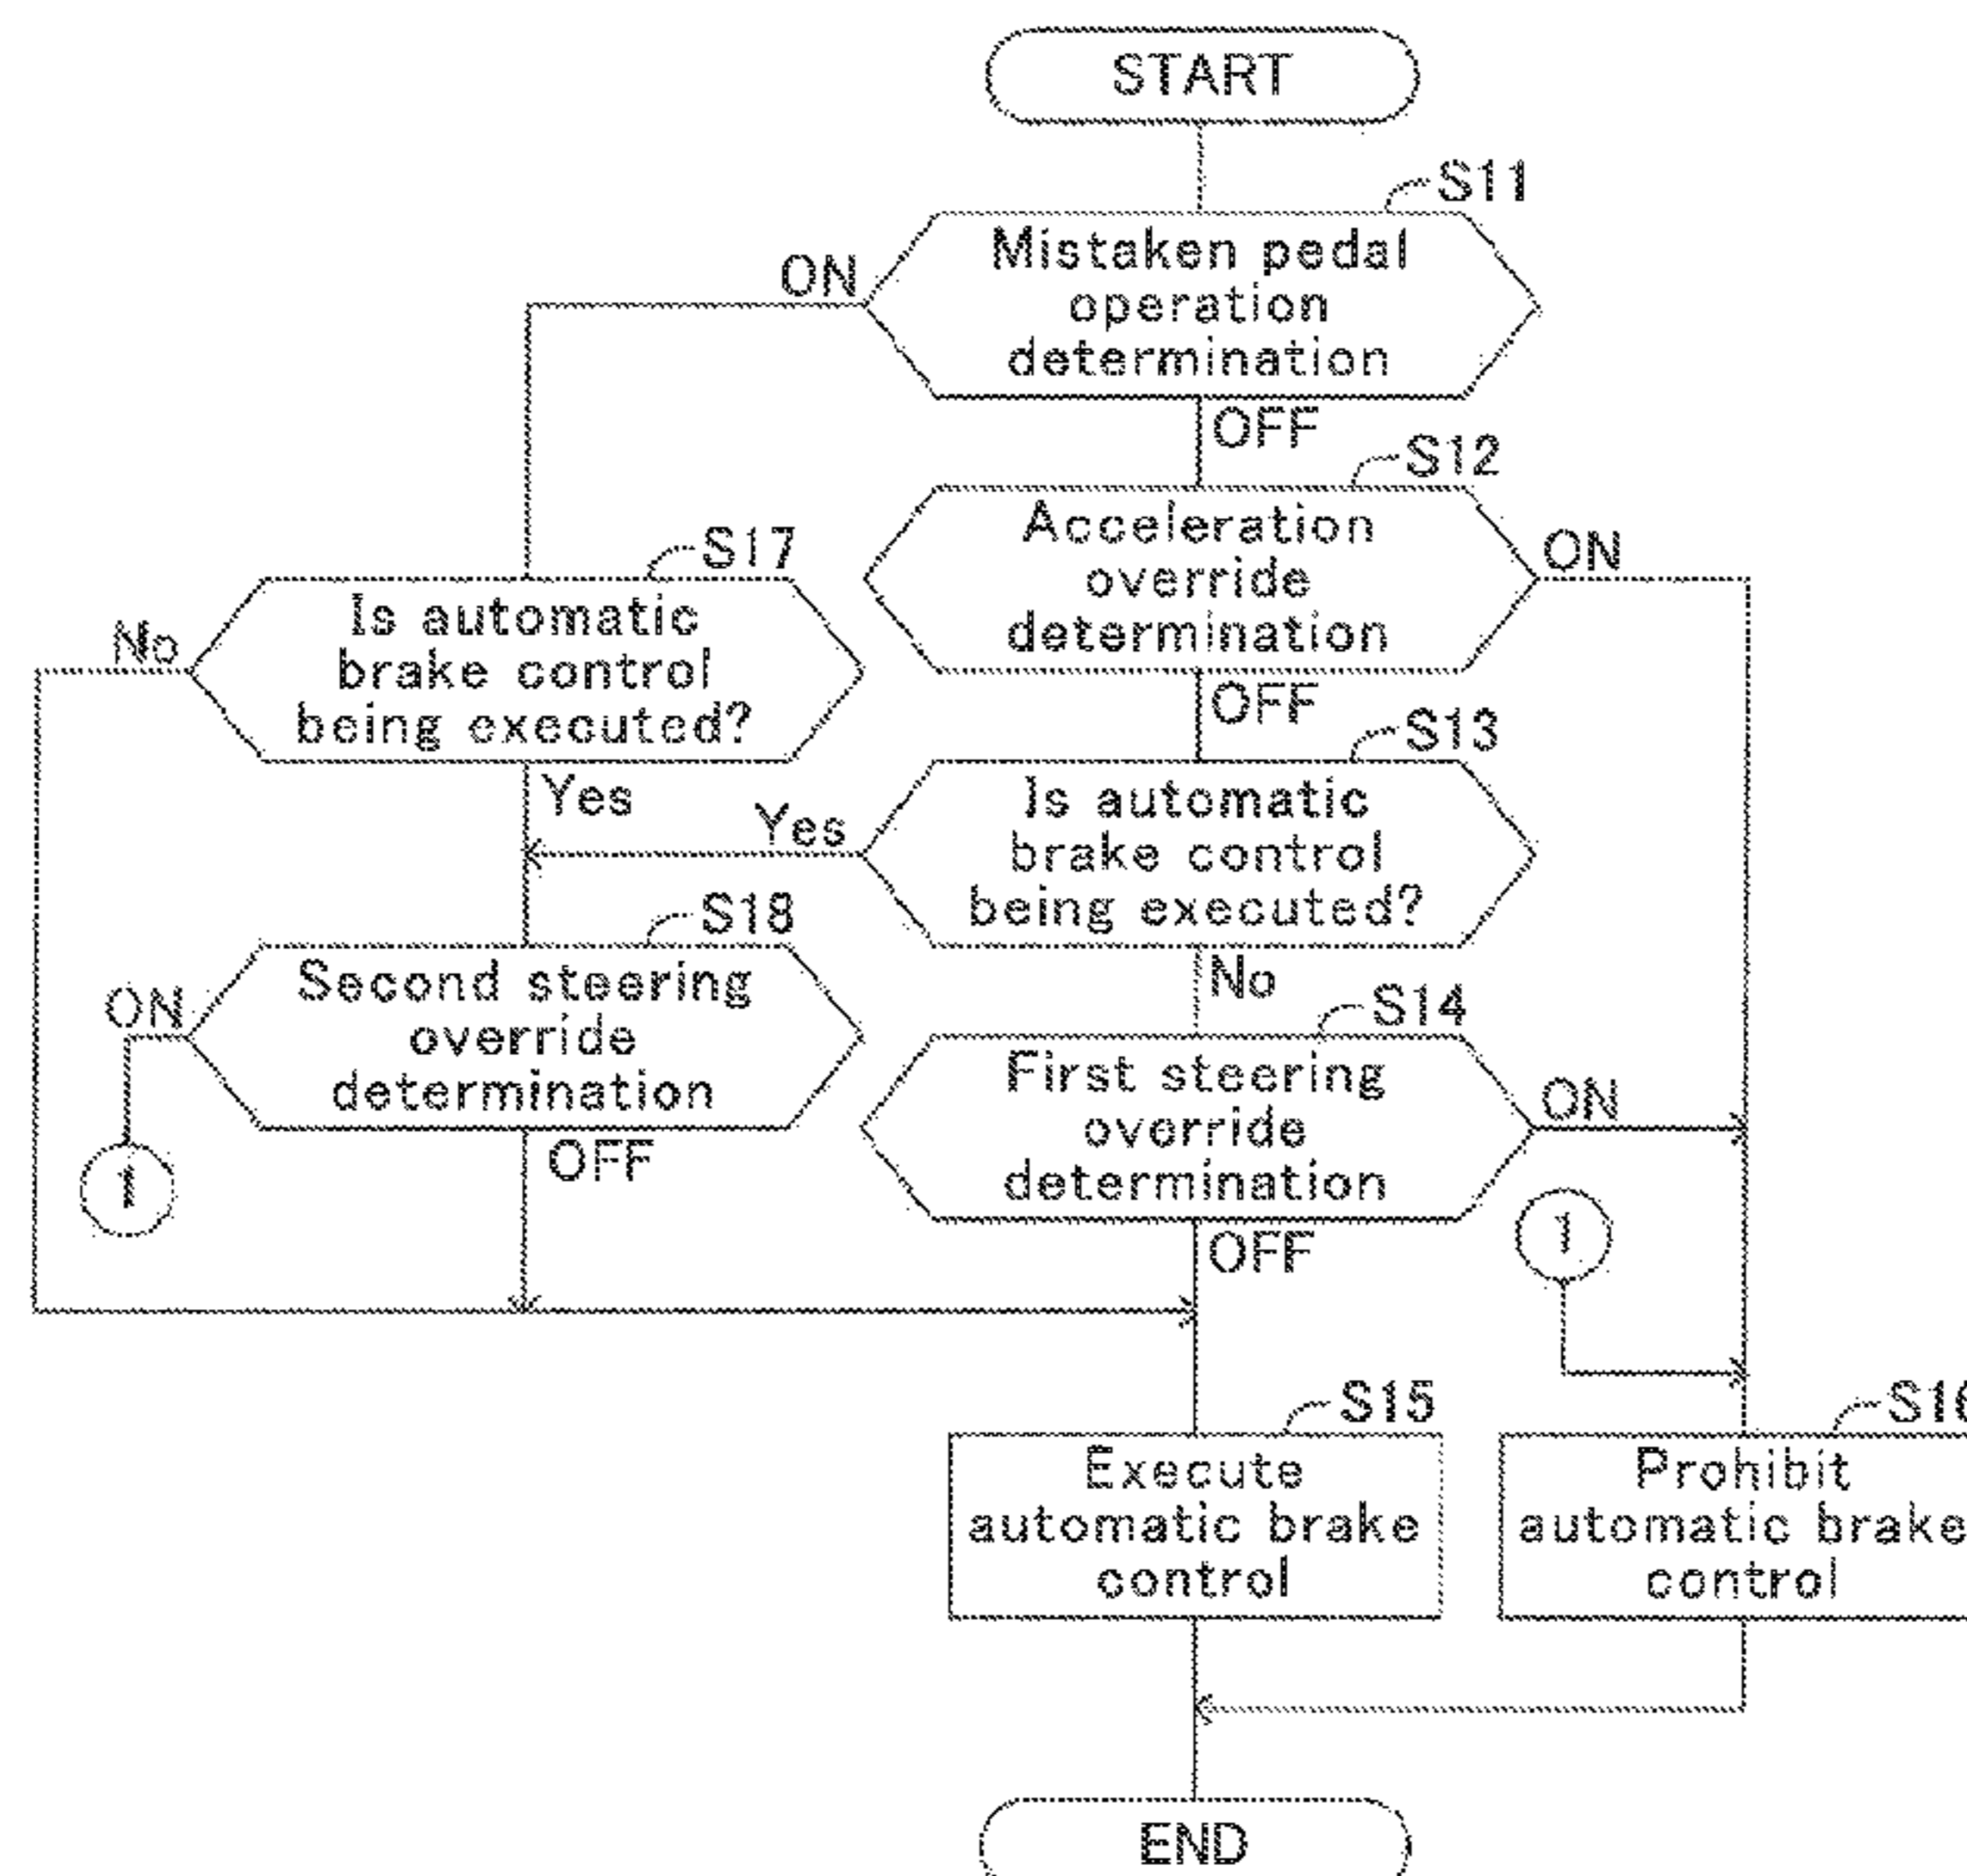 START
S11
Mistaken pedal
operation
determination
ON
OFF
S12
Acceleration
override
determination
ON
OFF
S17
Is automatic
brake control
being executed?
No
Yes
S13
Is automatic
brake control
being executed?
Yes
No
S18
Second steering
override
determination
ON
OFF
1
S14
First steering
override
determination
ON
OFF
1
S15
Execute
automatic brake
control
S16
Prohibit
automatic brake
control
END